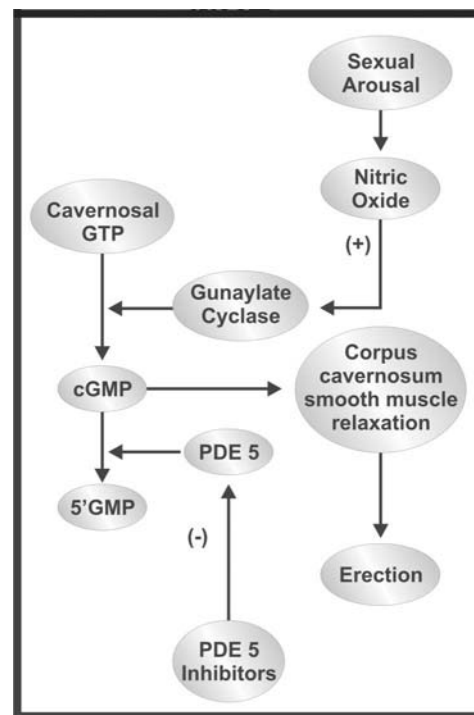 Sexual
Arousal
Nitric
Oxide
Cavernosal
GTP
(+)
Gunaylate
Cyclase
Corpus
cavernosum
smooth muscle
relaxation
cGMP
PDE 5
5'GMP
(-)
Erection
PDE 5
Inhibitors